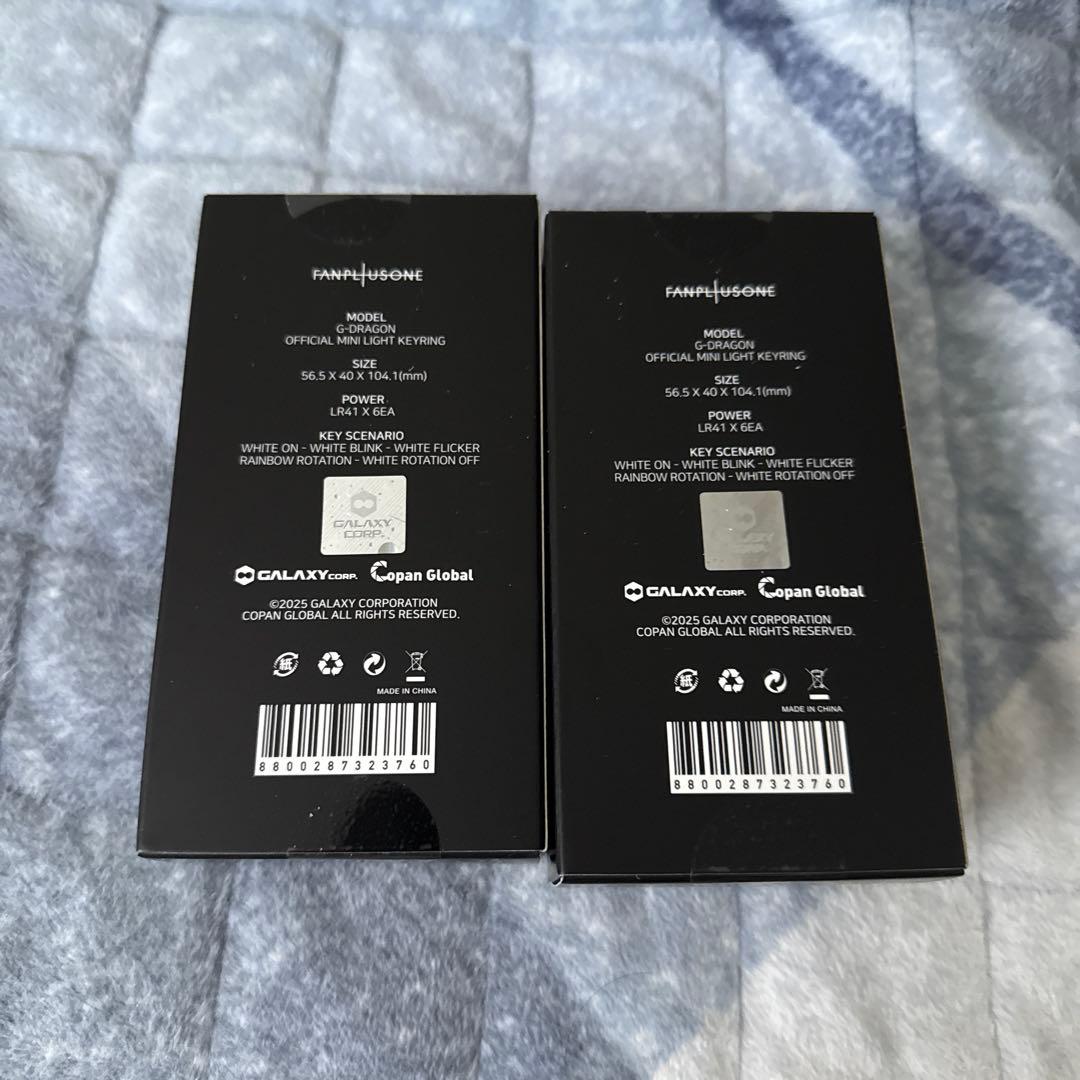 FANPLUSONE
MODEL
G-DRAGON
OFFICIAL MINI LIGHT KEYRING
SIZE
56.5 X 40 X 104.1(mm)
POWER
LR41 X 6EA
KEY SCENARIO
WHITE ON - WHITE BLINK - WHITE FLICKER
RAINBOW ROTATION - WHITE ROTATION OFF
GALAXY
CORP.
GALAXY CORP. Copan Global
©2025 GALAXY CORPORATION
COPAN GLOBAL ALL RIGHTS RESERVED.
紙
MADE IN CHINA
8800287323760
FANPLUSONE
MODEL
G-DRAGON
OFFICIAL MINI LIGHT KEYRING
SIZE
56.5 X 40 X 104.1(mm)
POWER
LR41 X 6EA
KEY SCENARIO
WHITE ON - WHITE BLINK - WHITE FLICKER
RAINBOW ROTATION - WHITE ROTATION OFF
GALAXY CORP. Copan Global
©2025 GALAXY CORPORATION
COPAN GLOBAL ALL RIGHTS RESERVED.
紙
MADE IN CHINA
8800287323760